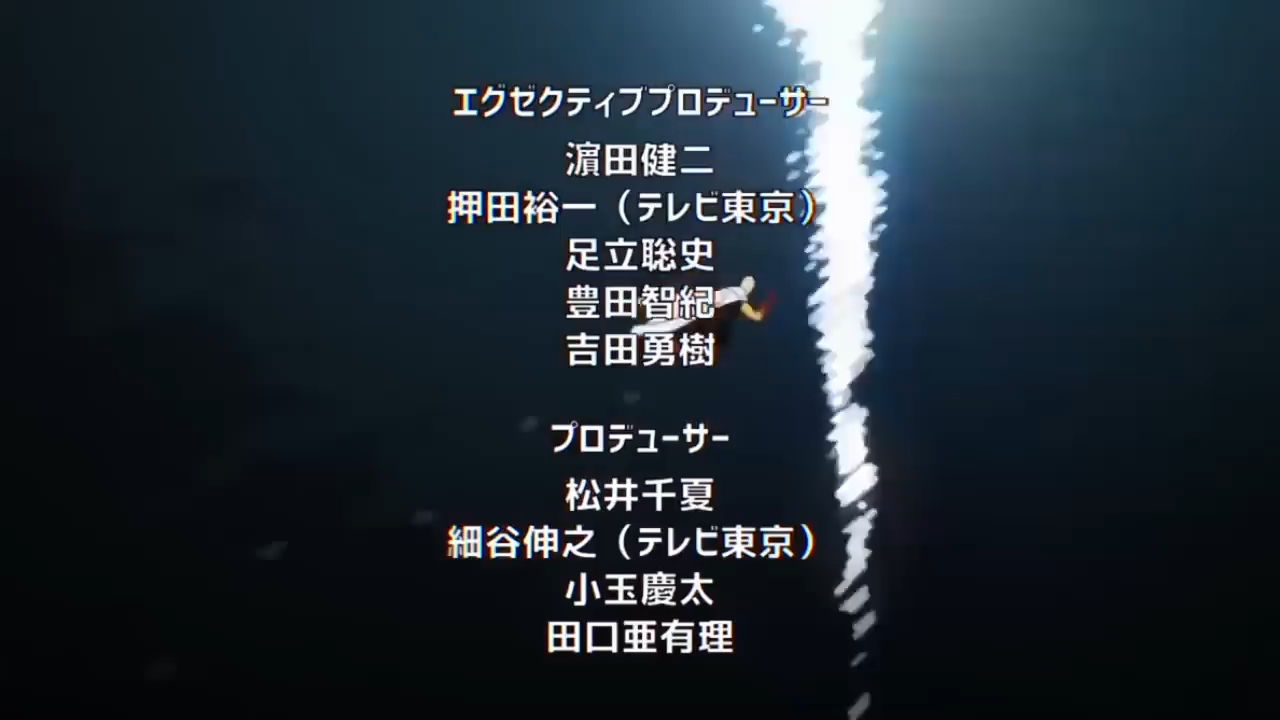 エグゼクティブプロデューサー
濵田健二
押田裕一（テレビ東京）
足立聡史
豊田智紀
吉田勇樹
プロデューサー
松井千夏
細谷伸之（テレビ東京）
小玉慶太
田口亜有理